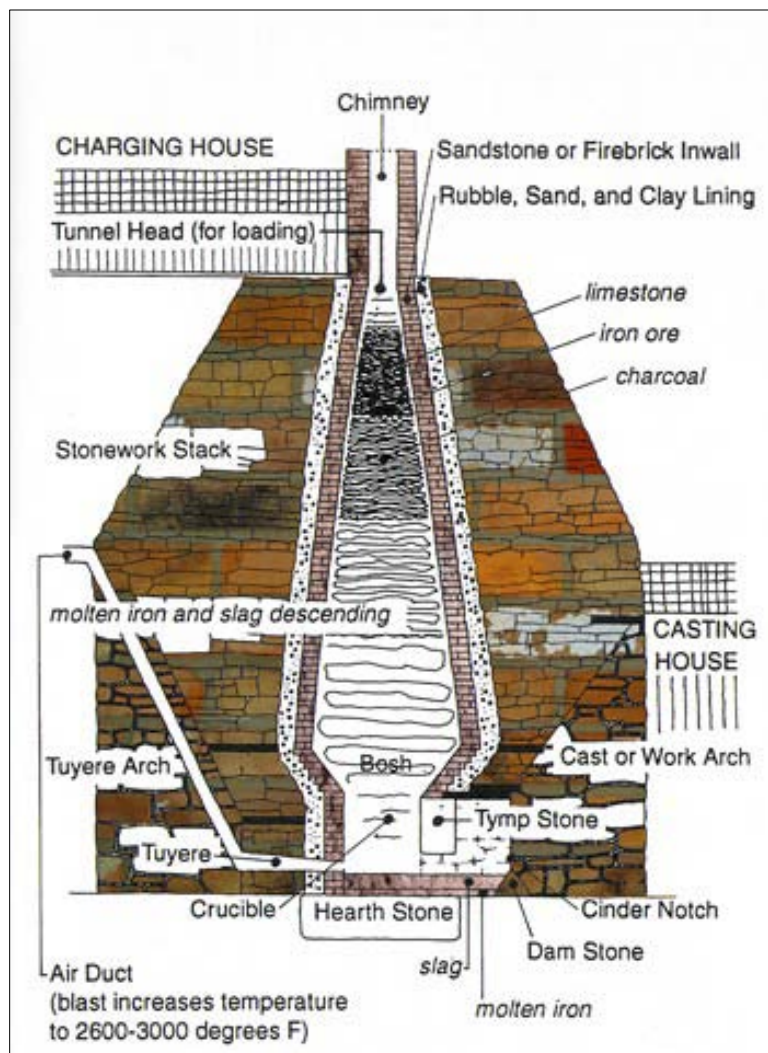 Chimney
CHARGING HOUSE
Sandstone or Firebrick Inwall
Rubble, Sand, and Clay Lining
Tunnel Head (for loading)
limestone
iron ore
charcoal
Stonework Stack
molten iron and slag descending
CASTING
HOUSE
Tuyere Arch
Bosh
Cast or Work Arch
Tymp Stone
Tuyere
Crucible
Hearth Stone
Cinder Notch
Dam Stone
slag
molten iron
Air Duct
(blast increases temperature
to 2600-3000 degrees F)